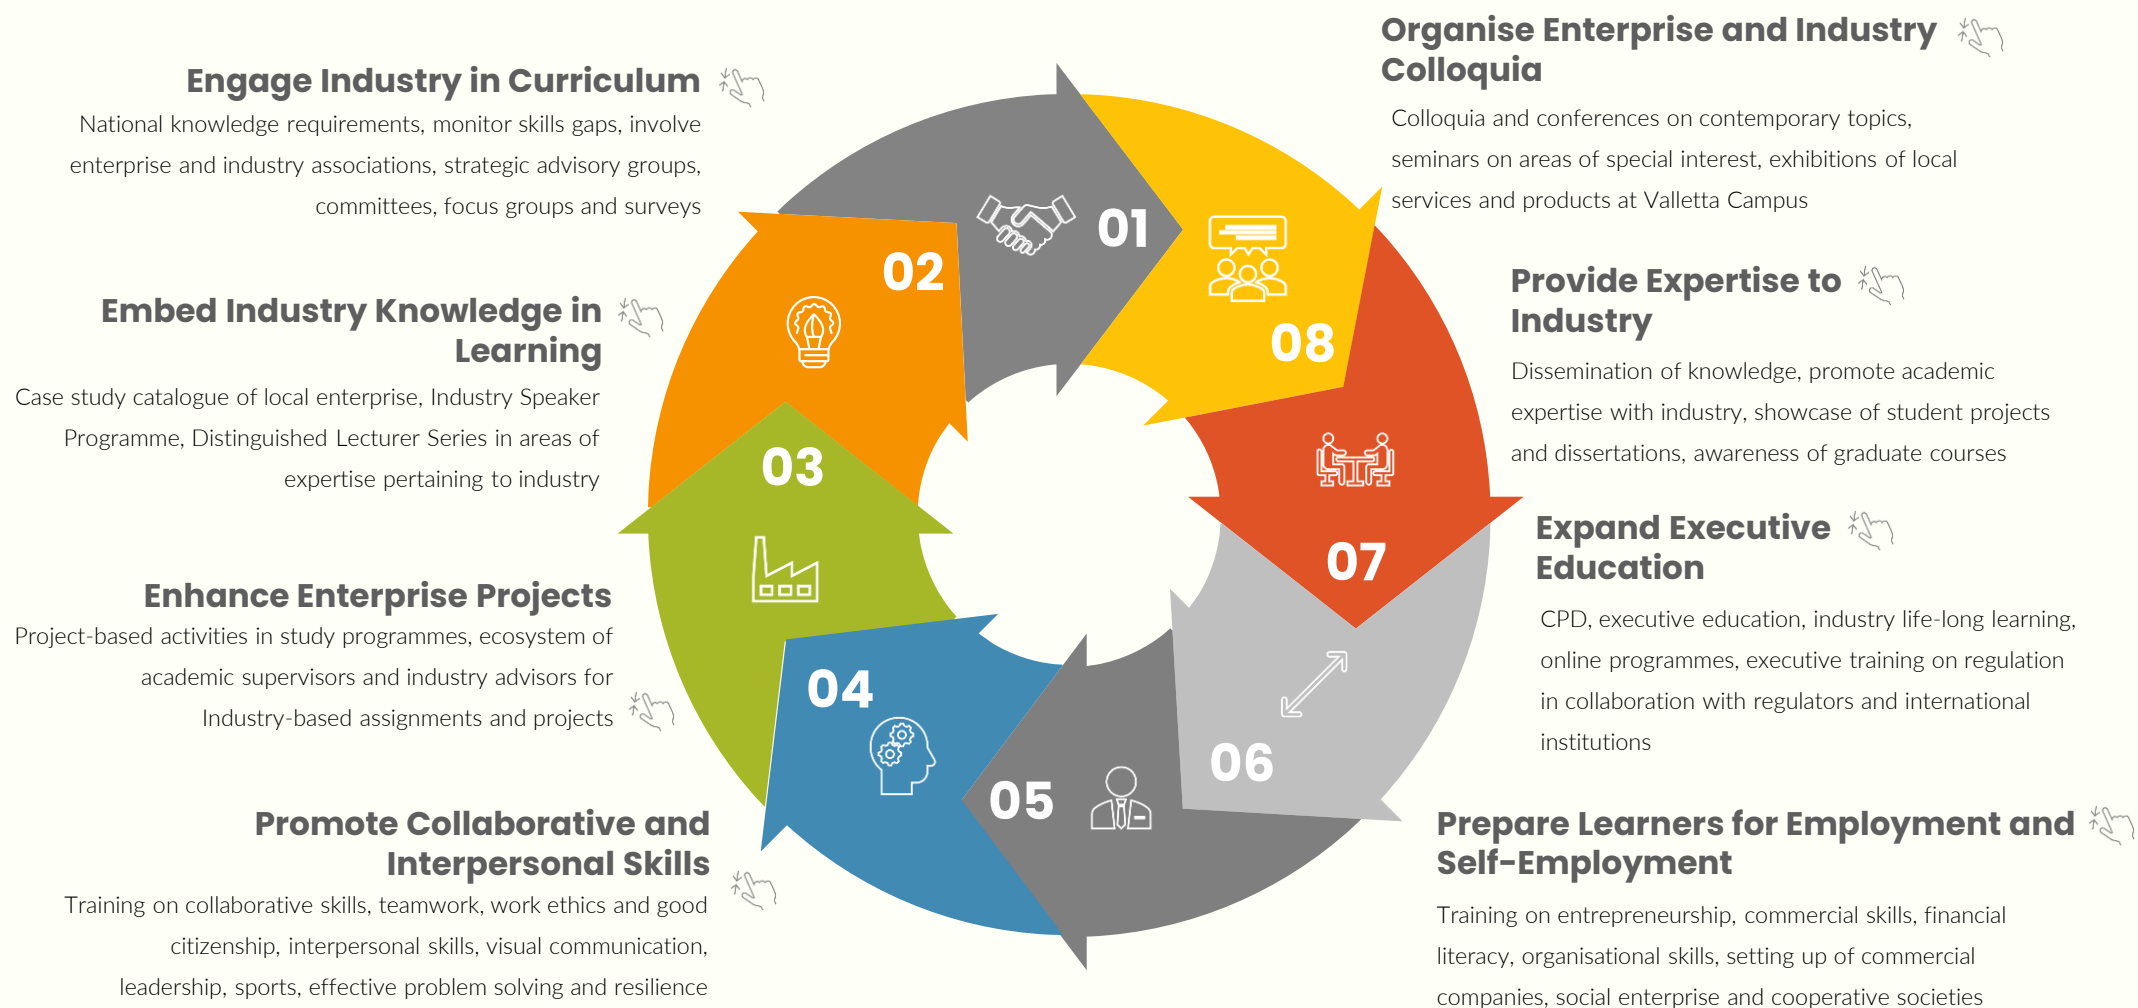 Engage Industry in Curriculum
National knowledge requirements, monitor skills gaps, involve
enterprise and industry associations, strategic advisory groups,
committees, focus groups and surveys
Embed Industry Knowledge in
Learning
Case study catalogue of local enterprise, Industry Speaker
Programme, Distinguished Lecturer Series in areas of
expertise pertaining to industry
Enhance Enterprise Projects
Project-based activities in study programmes, ecosystem of
academic supervisors and industry advisors for
Industry-based assignments and projects
Promote Collaborative and
Interpersonal Skills
Training on collaborative skills, teamwork, work ethics and good
citizenship, interpersonal skills, visual communication,
leadership, sports, effective problem solving and resilience
01
02
03
04
05
06
07
08
Organise Enterprise and Industry
Colloquia
Colloquia and conferences on contemporary topics,
seminars on areas of special interest, exhibitions of local
services and products at Valletta Campus
Provide Expertise to
Industry
Dissemination of knowledge, promote academic
expertise with industry, showcase of student projects
and dissertations, awareness of graduate courses
Expand Executive
Education
CPD, executive education, industry life-long learning,
online programmes, executive training on regulation
in collaboration with regulators and international
institutions
Prepare Learners for Employment and
Self-Employment
Training on entrepreneurship, commercial skills, financial
literacy, organisational skills, setting up of commercial
companies, social enterprise and cooperative societies